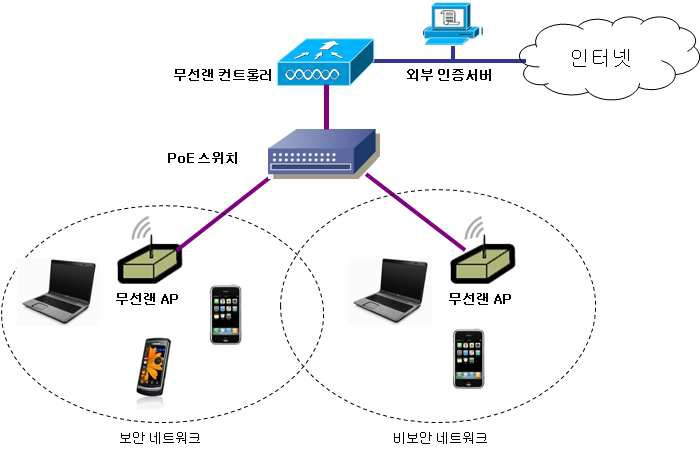 인터넷
무선랜 컨트롤러
외부 인증서버
PoE 스위치
무선랜 AP
무선랜 AP
보안 네트워크
비보안 네트워크